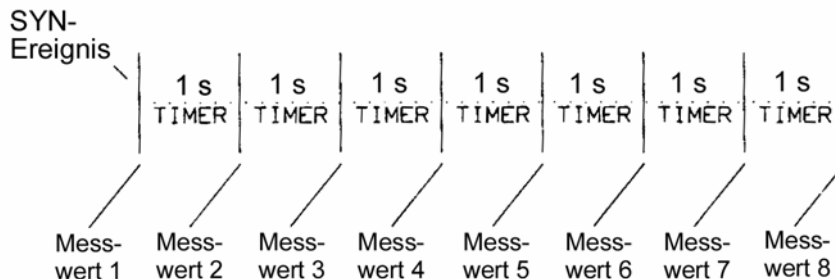 SYN-
Ereignis
1 s 1 s 1 s 1 s 1 s 1 s 1 s
TIMER TIMER TIMER TIMER TIMER TIMER TIMER
Mess- Mess- Mess- Mess- Mess- Mess- Mess- Mess-
wert 1 wert 2 wert 3 wert 4 wert 5 wert 6 wert 7 wert 8